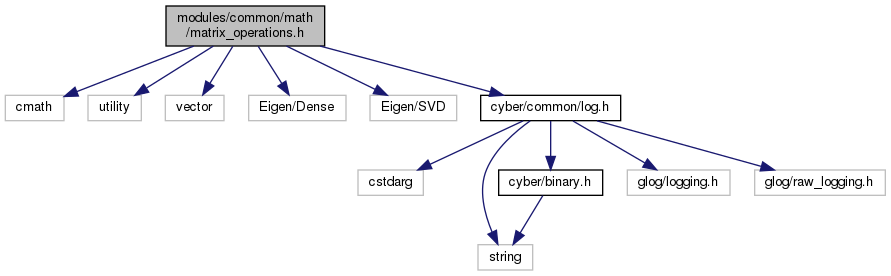 modules/common/math
/matrix_operations.h
cmath
utility
vector
Eigen/Dense
Eigen/SVD
cyber/common/log.h
cstdarg
cyber/binary.h
glog/logging.h
glog/raw_logging.h
string